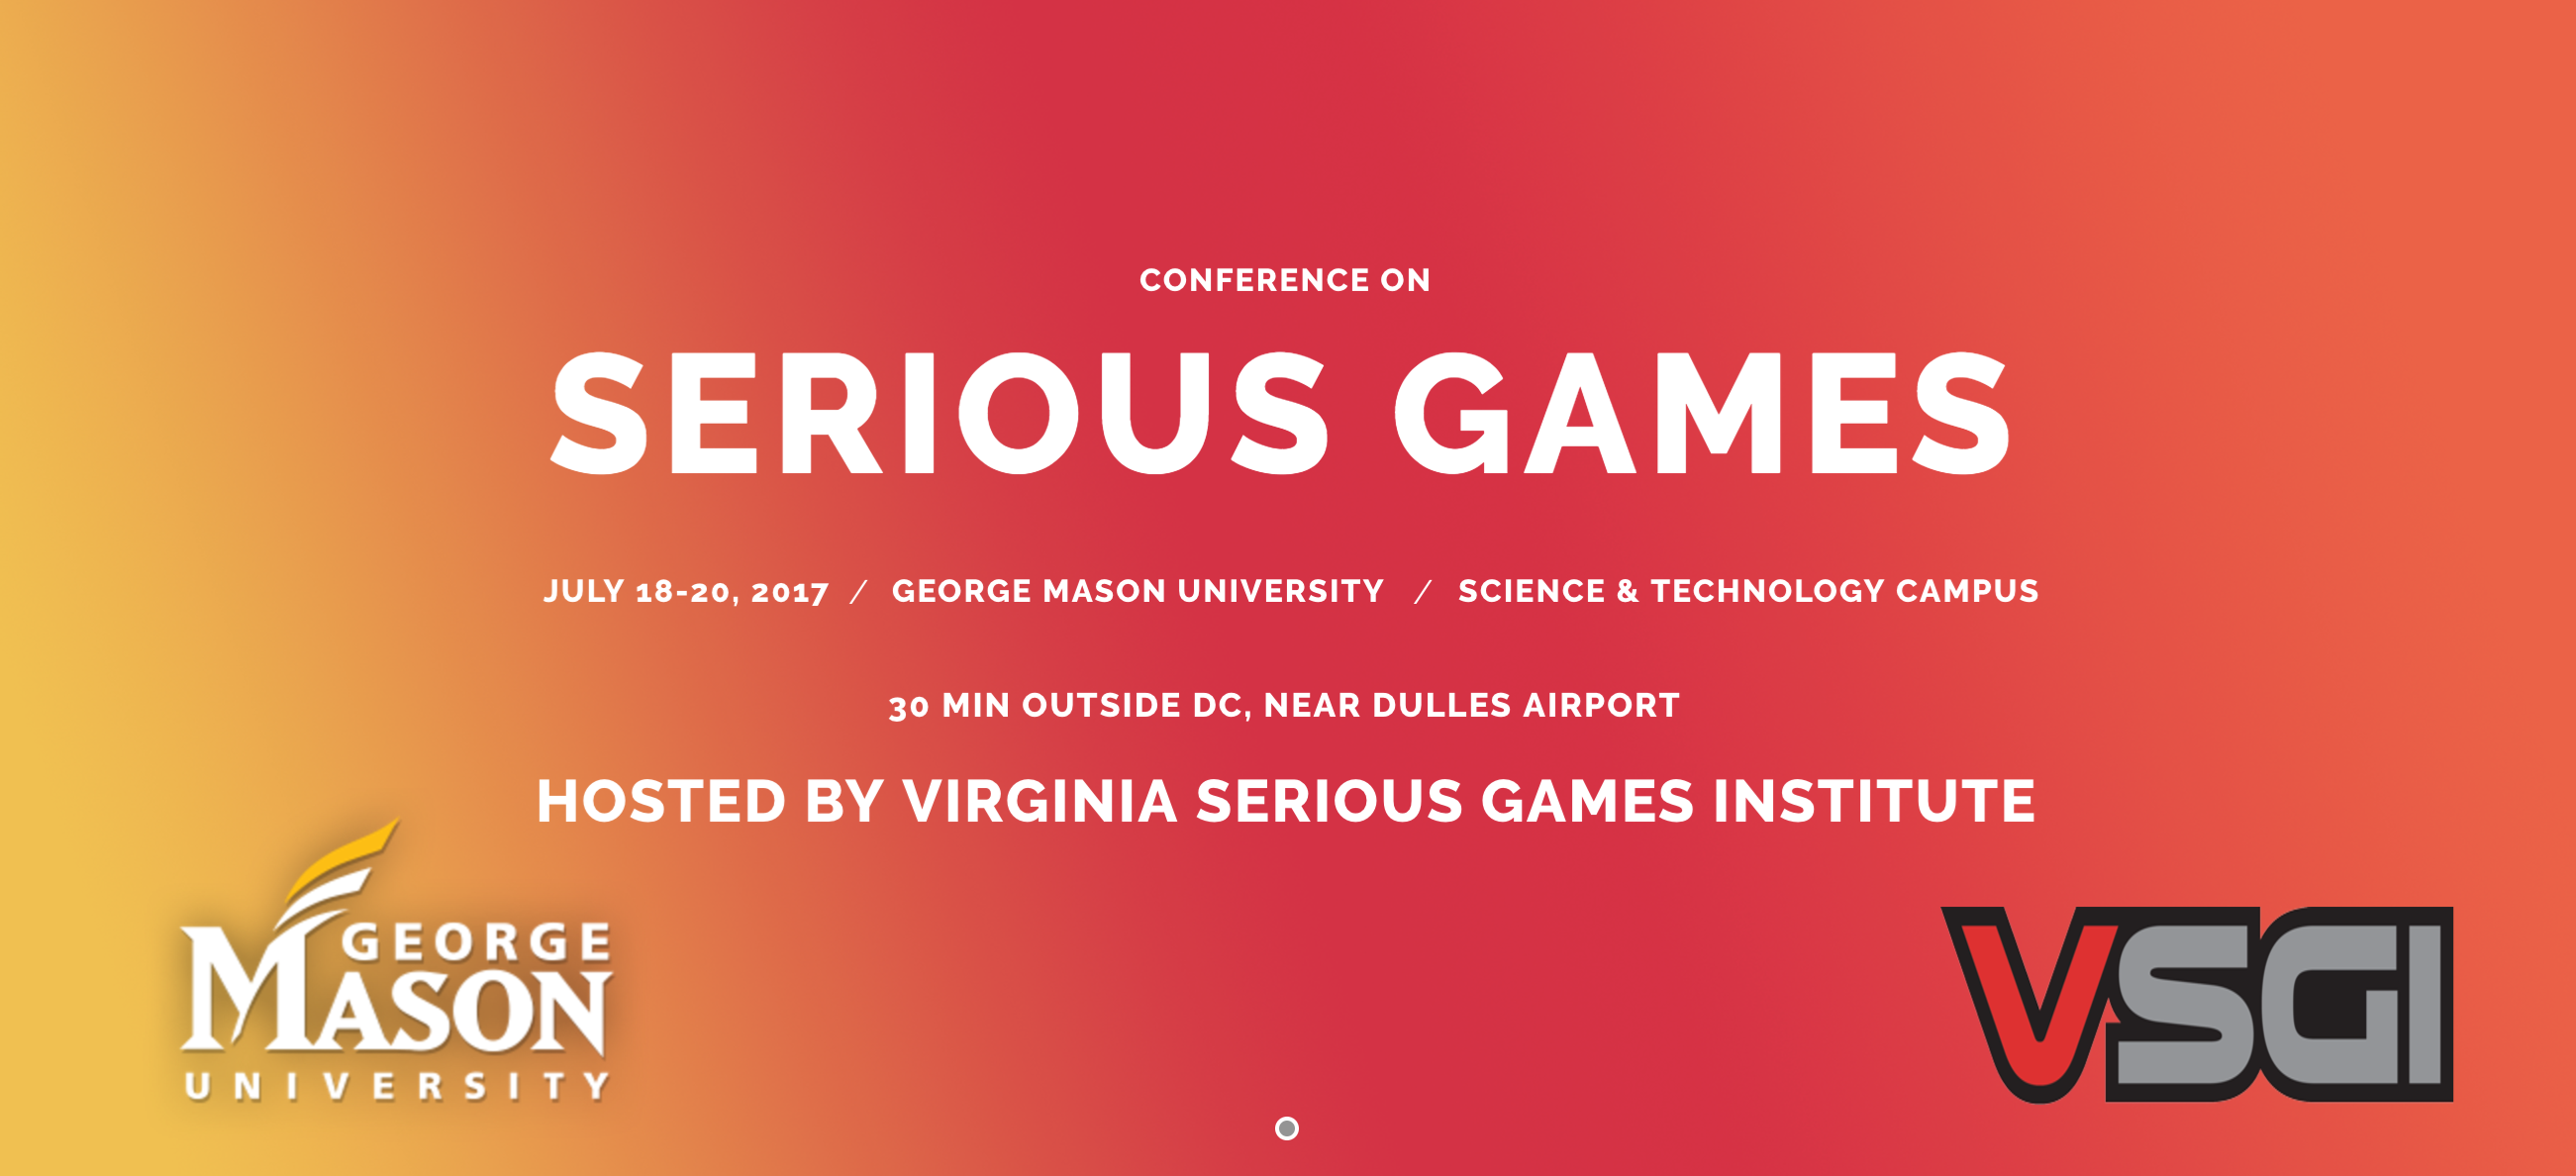 CONFERENCE ON
SERIOUS GAMES
JULY 18-20, 2017 / GEORGE MASON UNIVERSITY / SCIENCE & TECHNOLOGY CAMPUS
30 MIN OUTSIDE DC, NEAR DULLES AIRPORT
HOSTED BY VIRGINIA SERIOUS GAMES INSTITUTE
GEORGE
MASON
UNIVERSITY
VSGI